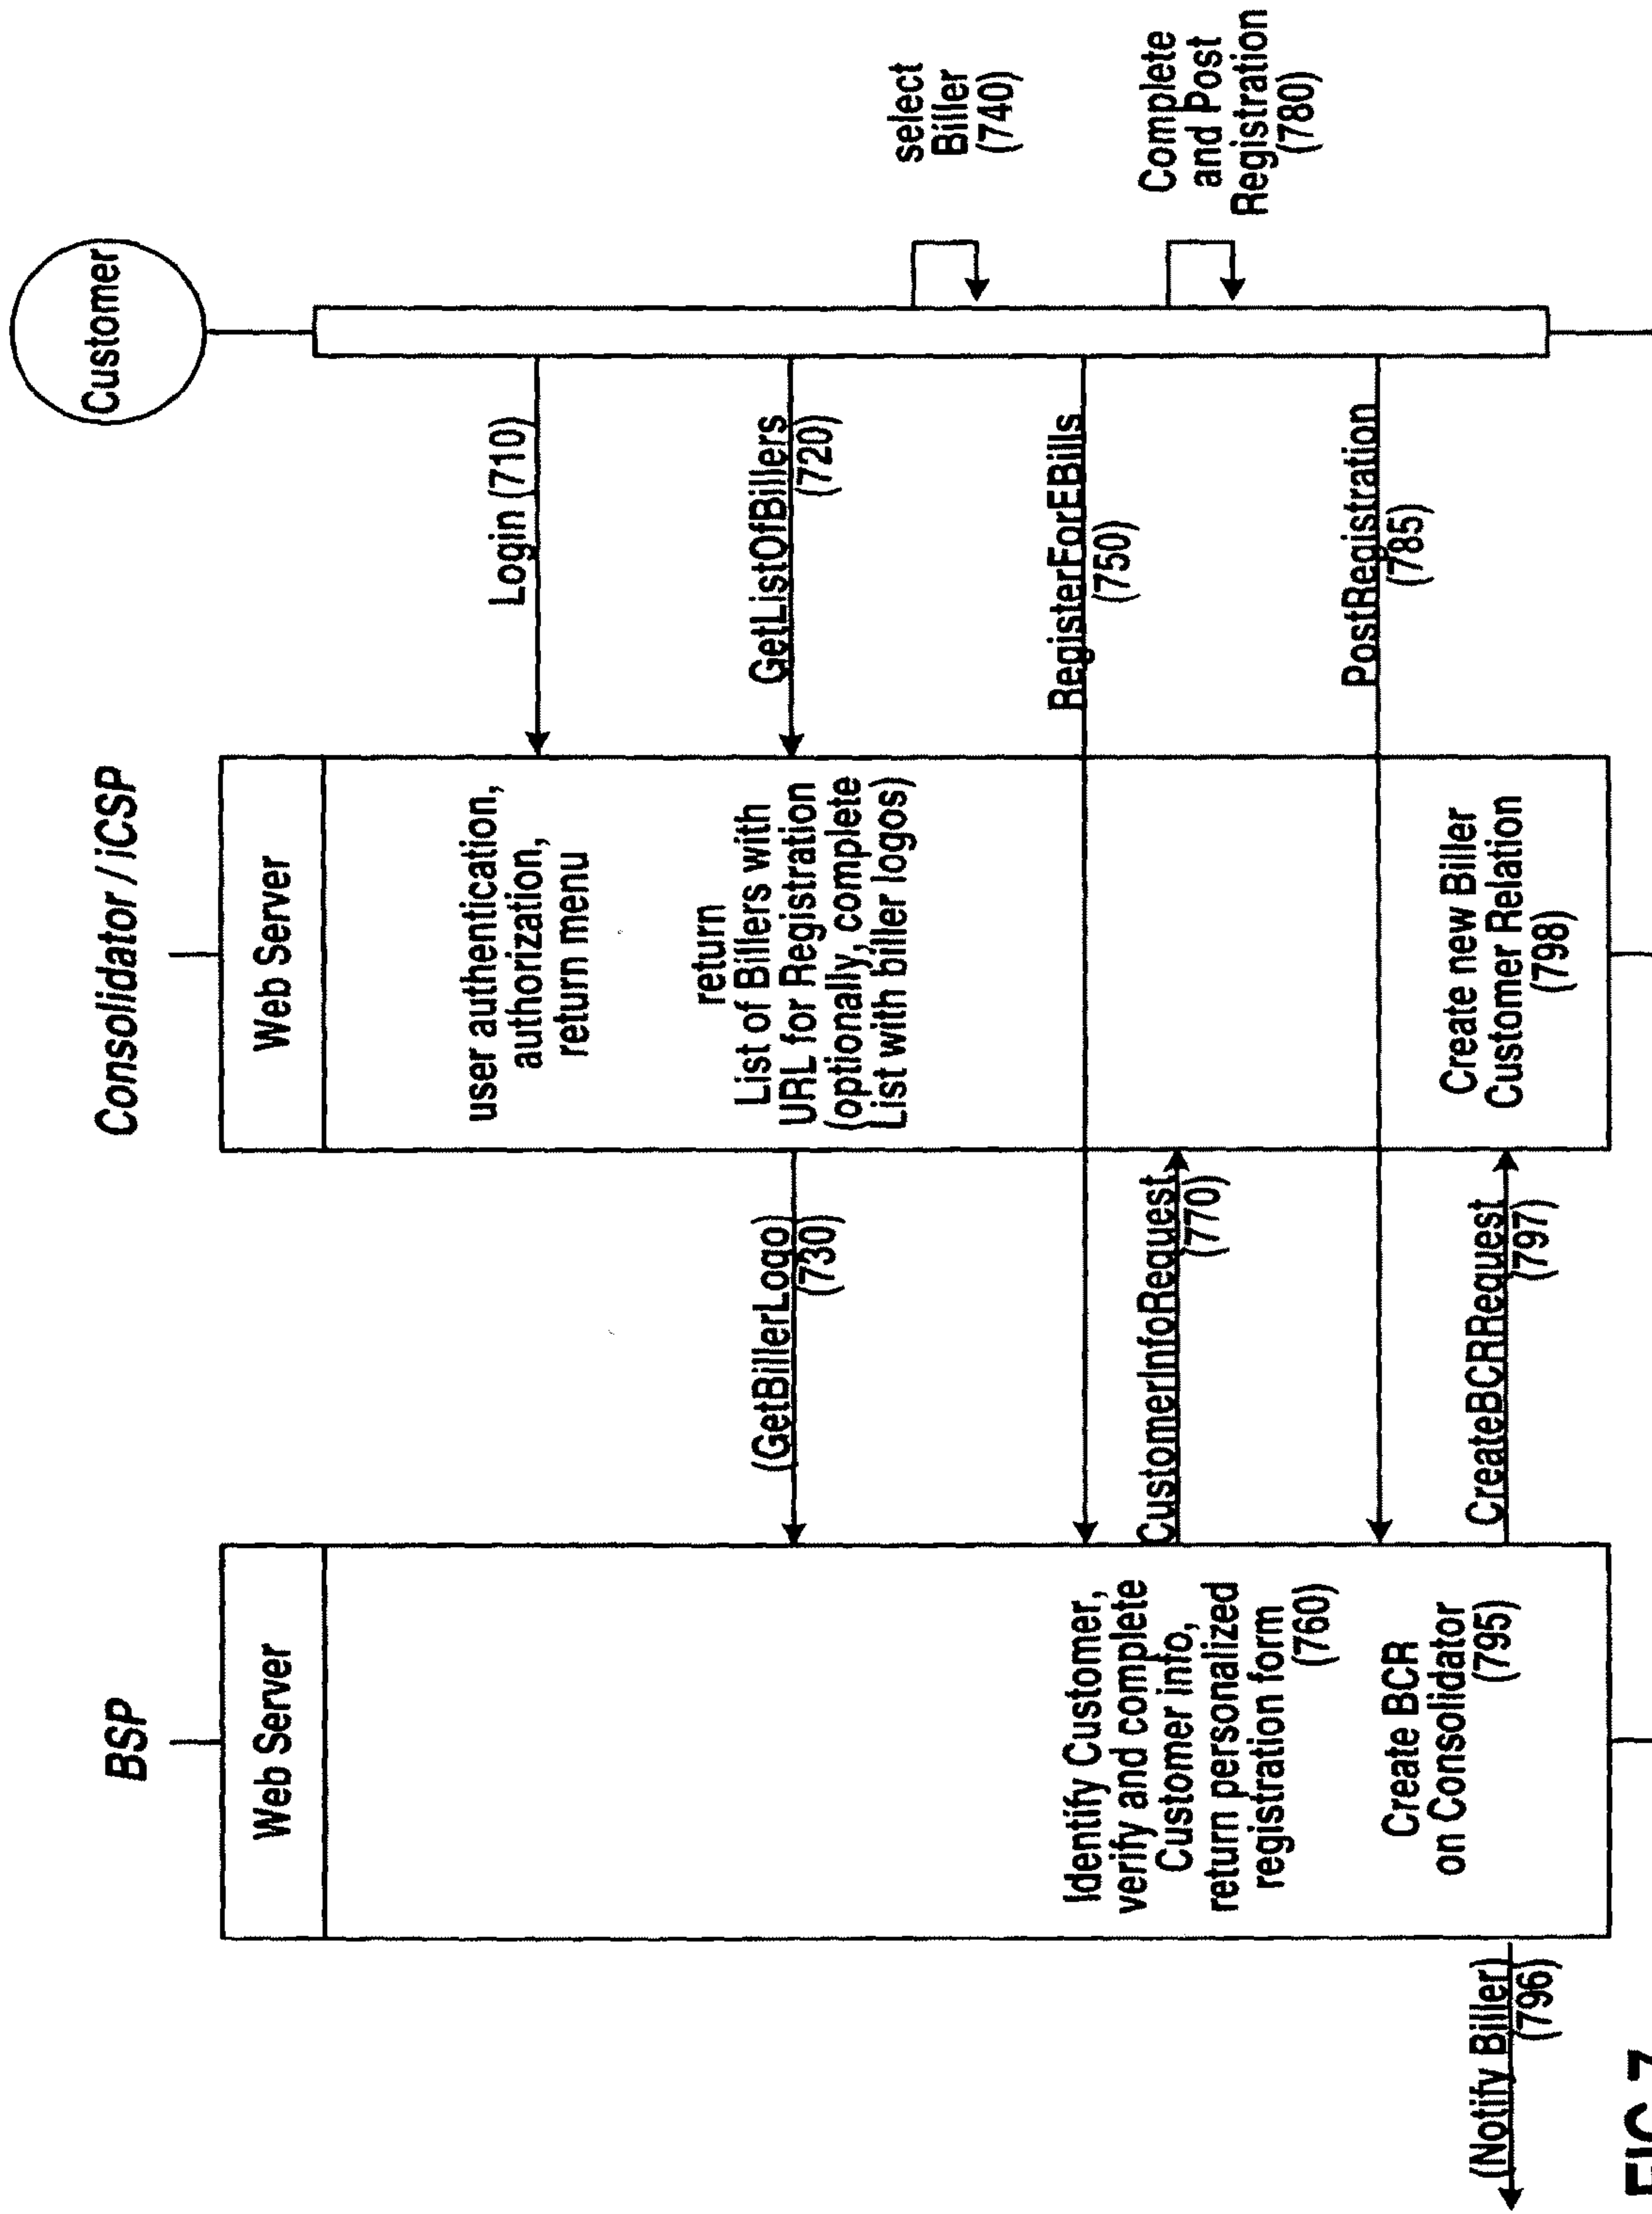 BSP
Consolidator / iCSP
Customer
Web Server
Web Server
Login (710)
user authentication,
authorization,
return menu
GetListOfBillers
(720)
return
List of Billers with
URL for Registration
(optionally, complete
List with biller logos)
(GetBillerLogo)
(730)
select
Biller
(740)
RegisterForEBills
(750)
Identify Customer,
verify and complete
Customer info,
return personalized
registration form
(760)
CustomerInfoRequest
(770)
Complete
and Post
Registration
(780)
PostRegistration
(785)
Create BCR
on Consolidator
(795)
(Notify Biller)
(796)
CreateBCRRequest
(797)
Create new Biller
Customer Relation
(798)
FIG 7